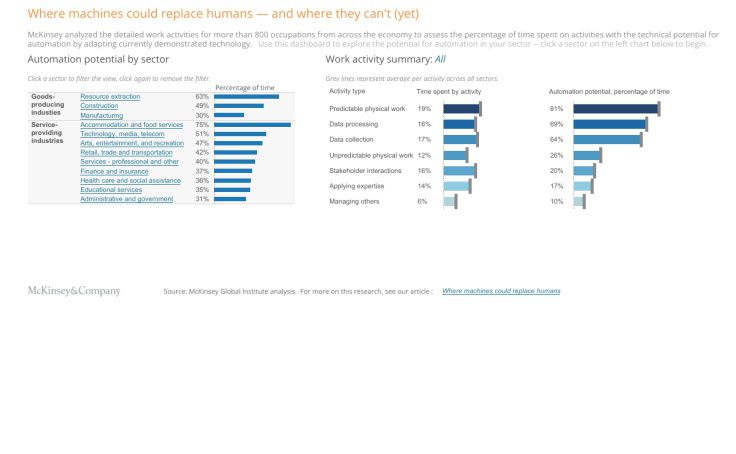 Where machines could replace humans — and where they can't (yet)
McKinsey analyzed the detailed work activities for more than 800 occupations from across the economy to assess the percentage of time spent on activities with the technical potential for
automation by adapting currently demonstrated technology. Use this dashboard to explore the potential for automation in your sector – click a sector on the left chart below to begin.
Automation potential by sector
Click a sector to filter the view, click again to remove the filter.
Percentage of time
Goods-
producing
industies
Resource extraction 63%
Construction 49%
Manufacturing 30%
Service-
providing
industries
Accommodation and food services 75%
Technology, media, telecom 51%
Arts, entertainment, and recreation 47%
Retail, trade and transportation 42%
Services - professional and other 40%
Finance and insurance 37%
Health care and social assistance 36%
Educational services 35%
Administrative and government 31%
Work activity summary: All
Grey lines represent average per activity across all sectors.
Activity type Time spent by activity Automation potential, percentage of time
Predictable physical work 19% 81%
Data processing 16% 69%
Data collection 17% 64%
Unpredictable physical work 12% 26%
Stakeholder interactions 16% 20%
Applying expertise 14% 17%
Managing others 6% 10%
McKinsey&Company
Source: McKinsey Global Institute analysis. For more on this research, see our article : Where machines could replace humans